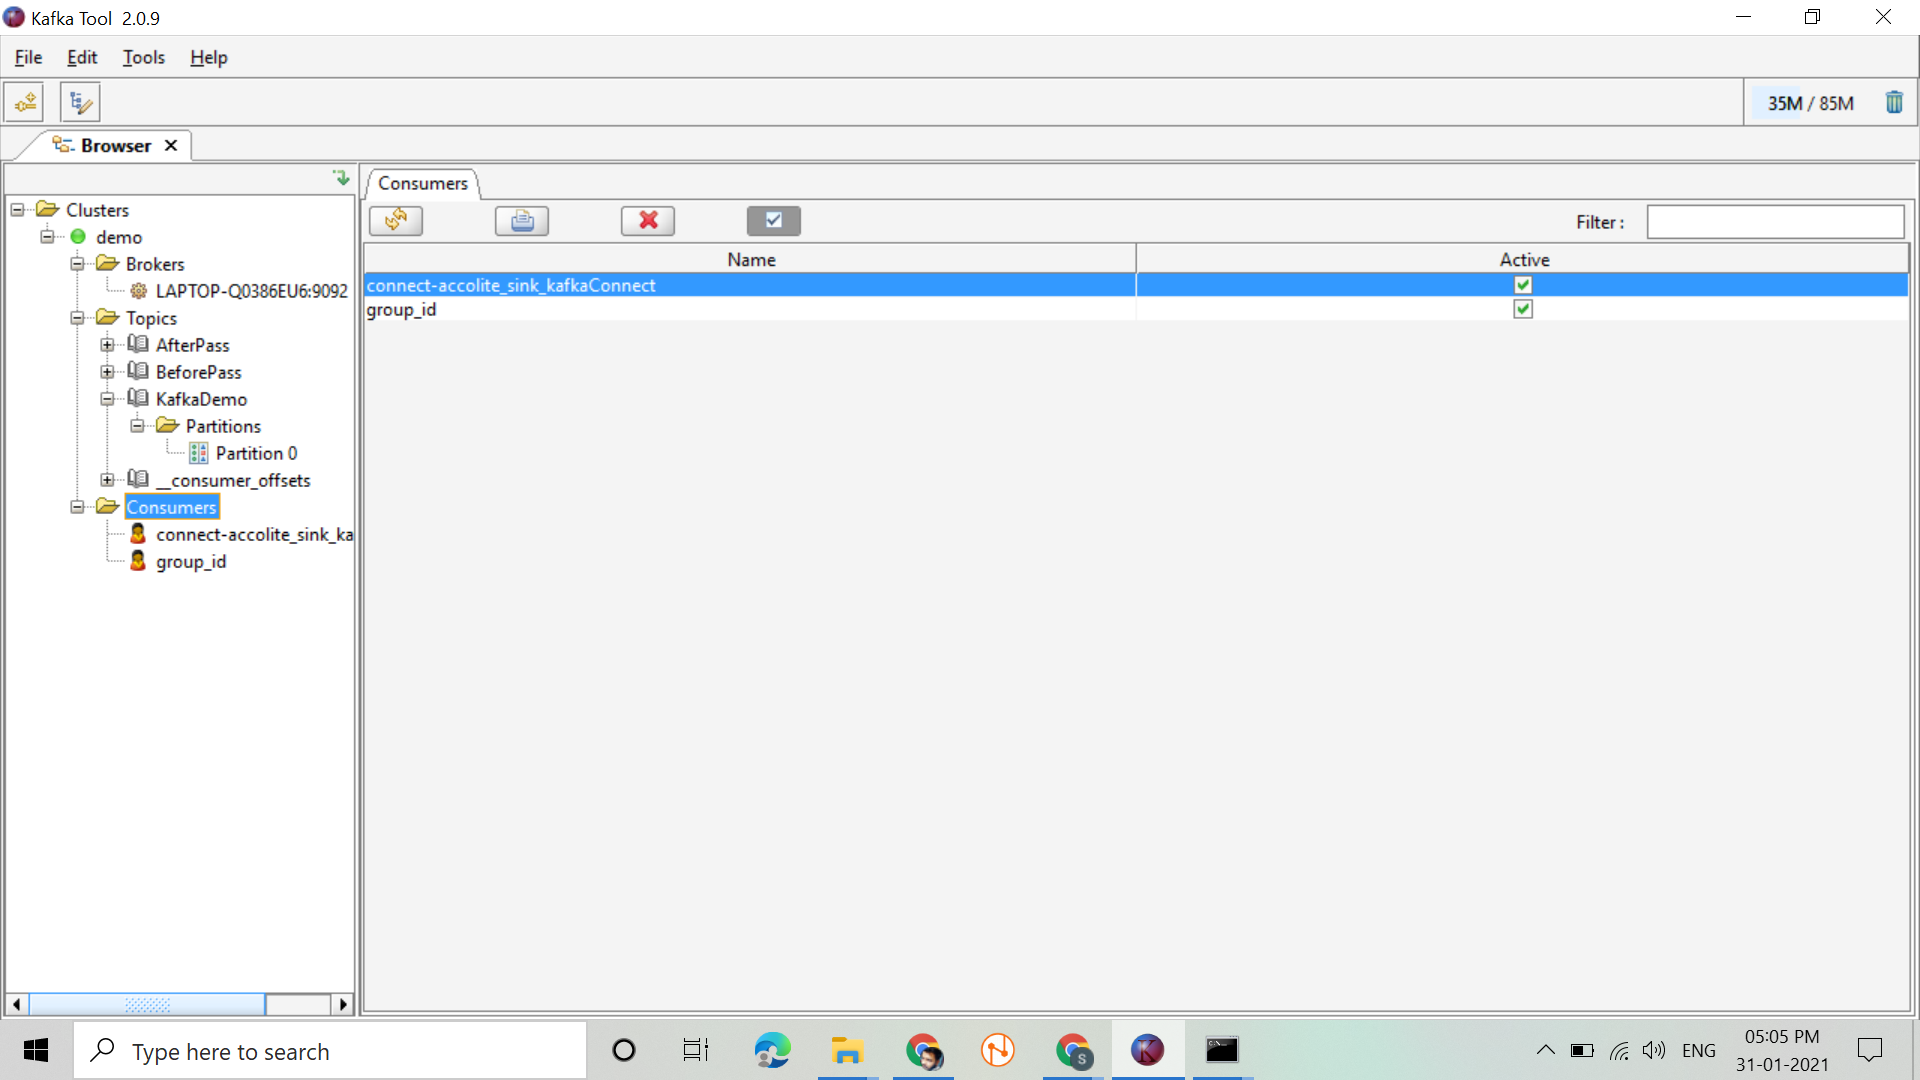 Kafka Tool 2.0.9
File Edit Tools Help
35M / 85M
Browser
Consumers
Clusters
demo
Brokers
LAPTOP-Q0386EU6:9092
Topics
AfterPass
BeforePass
KafkaDemo
Partitions
Partition 0
__consumer_offsets
Consumers
connect-accolite_sink_ka
group_id
Filter :
Name Active
connect-accolite_sink_kafkaConnect
group_id
Type here to search
S
ENG
05:05 PM
31-01-2021